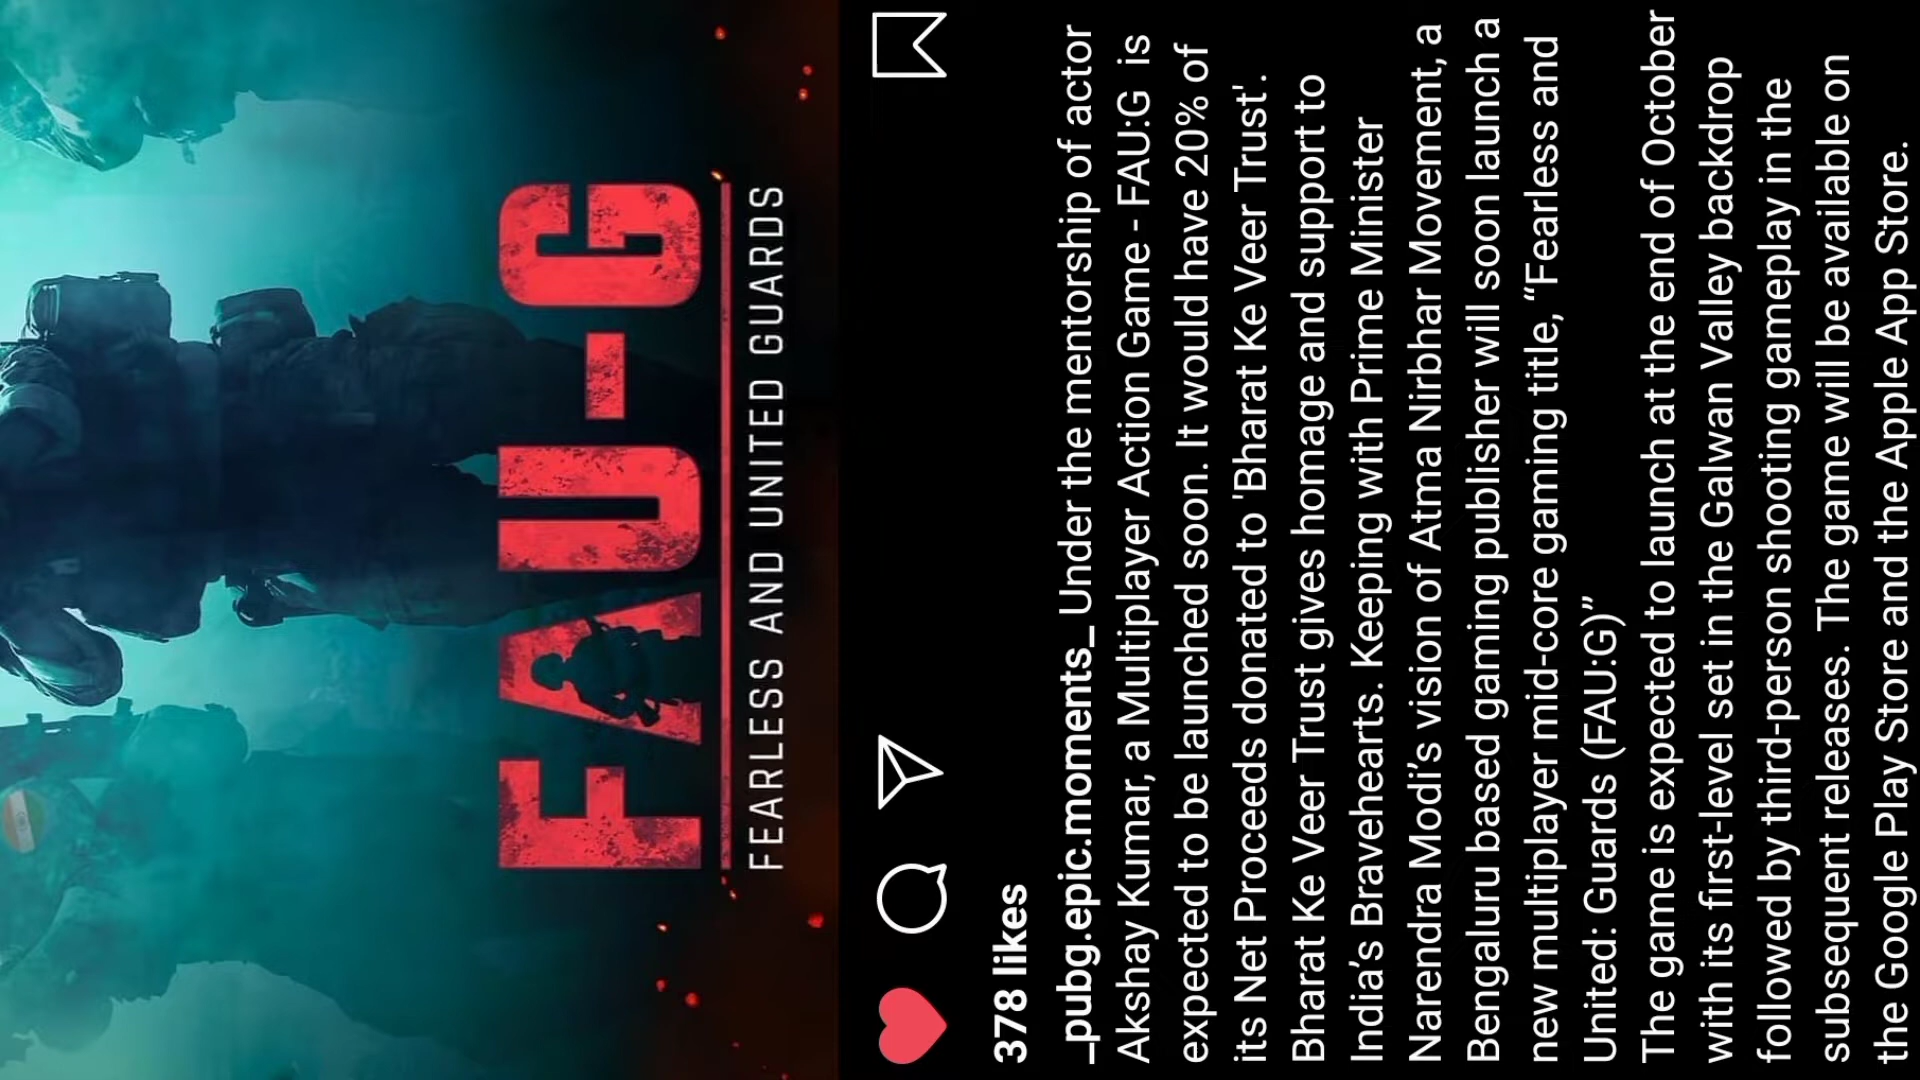 FAU-G
FEARLESS AND UNITED GUARDS
378 likes
_pubg.epic.moments_ Under the mentorship of actor
Akshay Kumar, a Multiplayer Action Game - FAU:G is
expected to be launched soon. It would have 20% of
its Net Proceeds donated to 'Bharat Ke Veer Trust'.
Bharat Ke Veer Trust gives homage and support to
India's Bravehearts. Keeping with Prime Minister
Narendra Modi's vision of Atma Nirbhar Movement, a
Bengaluru based gaming publisher will soon launch a
new multiplayer mid-core gaming title, “Fearless and
United: Guards (FAU:G)”
The game is expected to launch at the end of October
with its first-level set in the Galwan Valley backdrop
followed by third-person shooting gameplay in the
subsequent releases. The game will be available on
the Google Play Store and the Apple App Store.